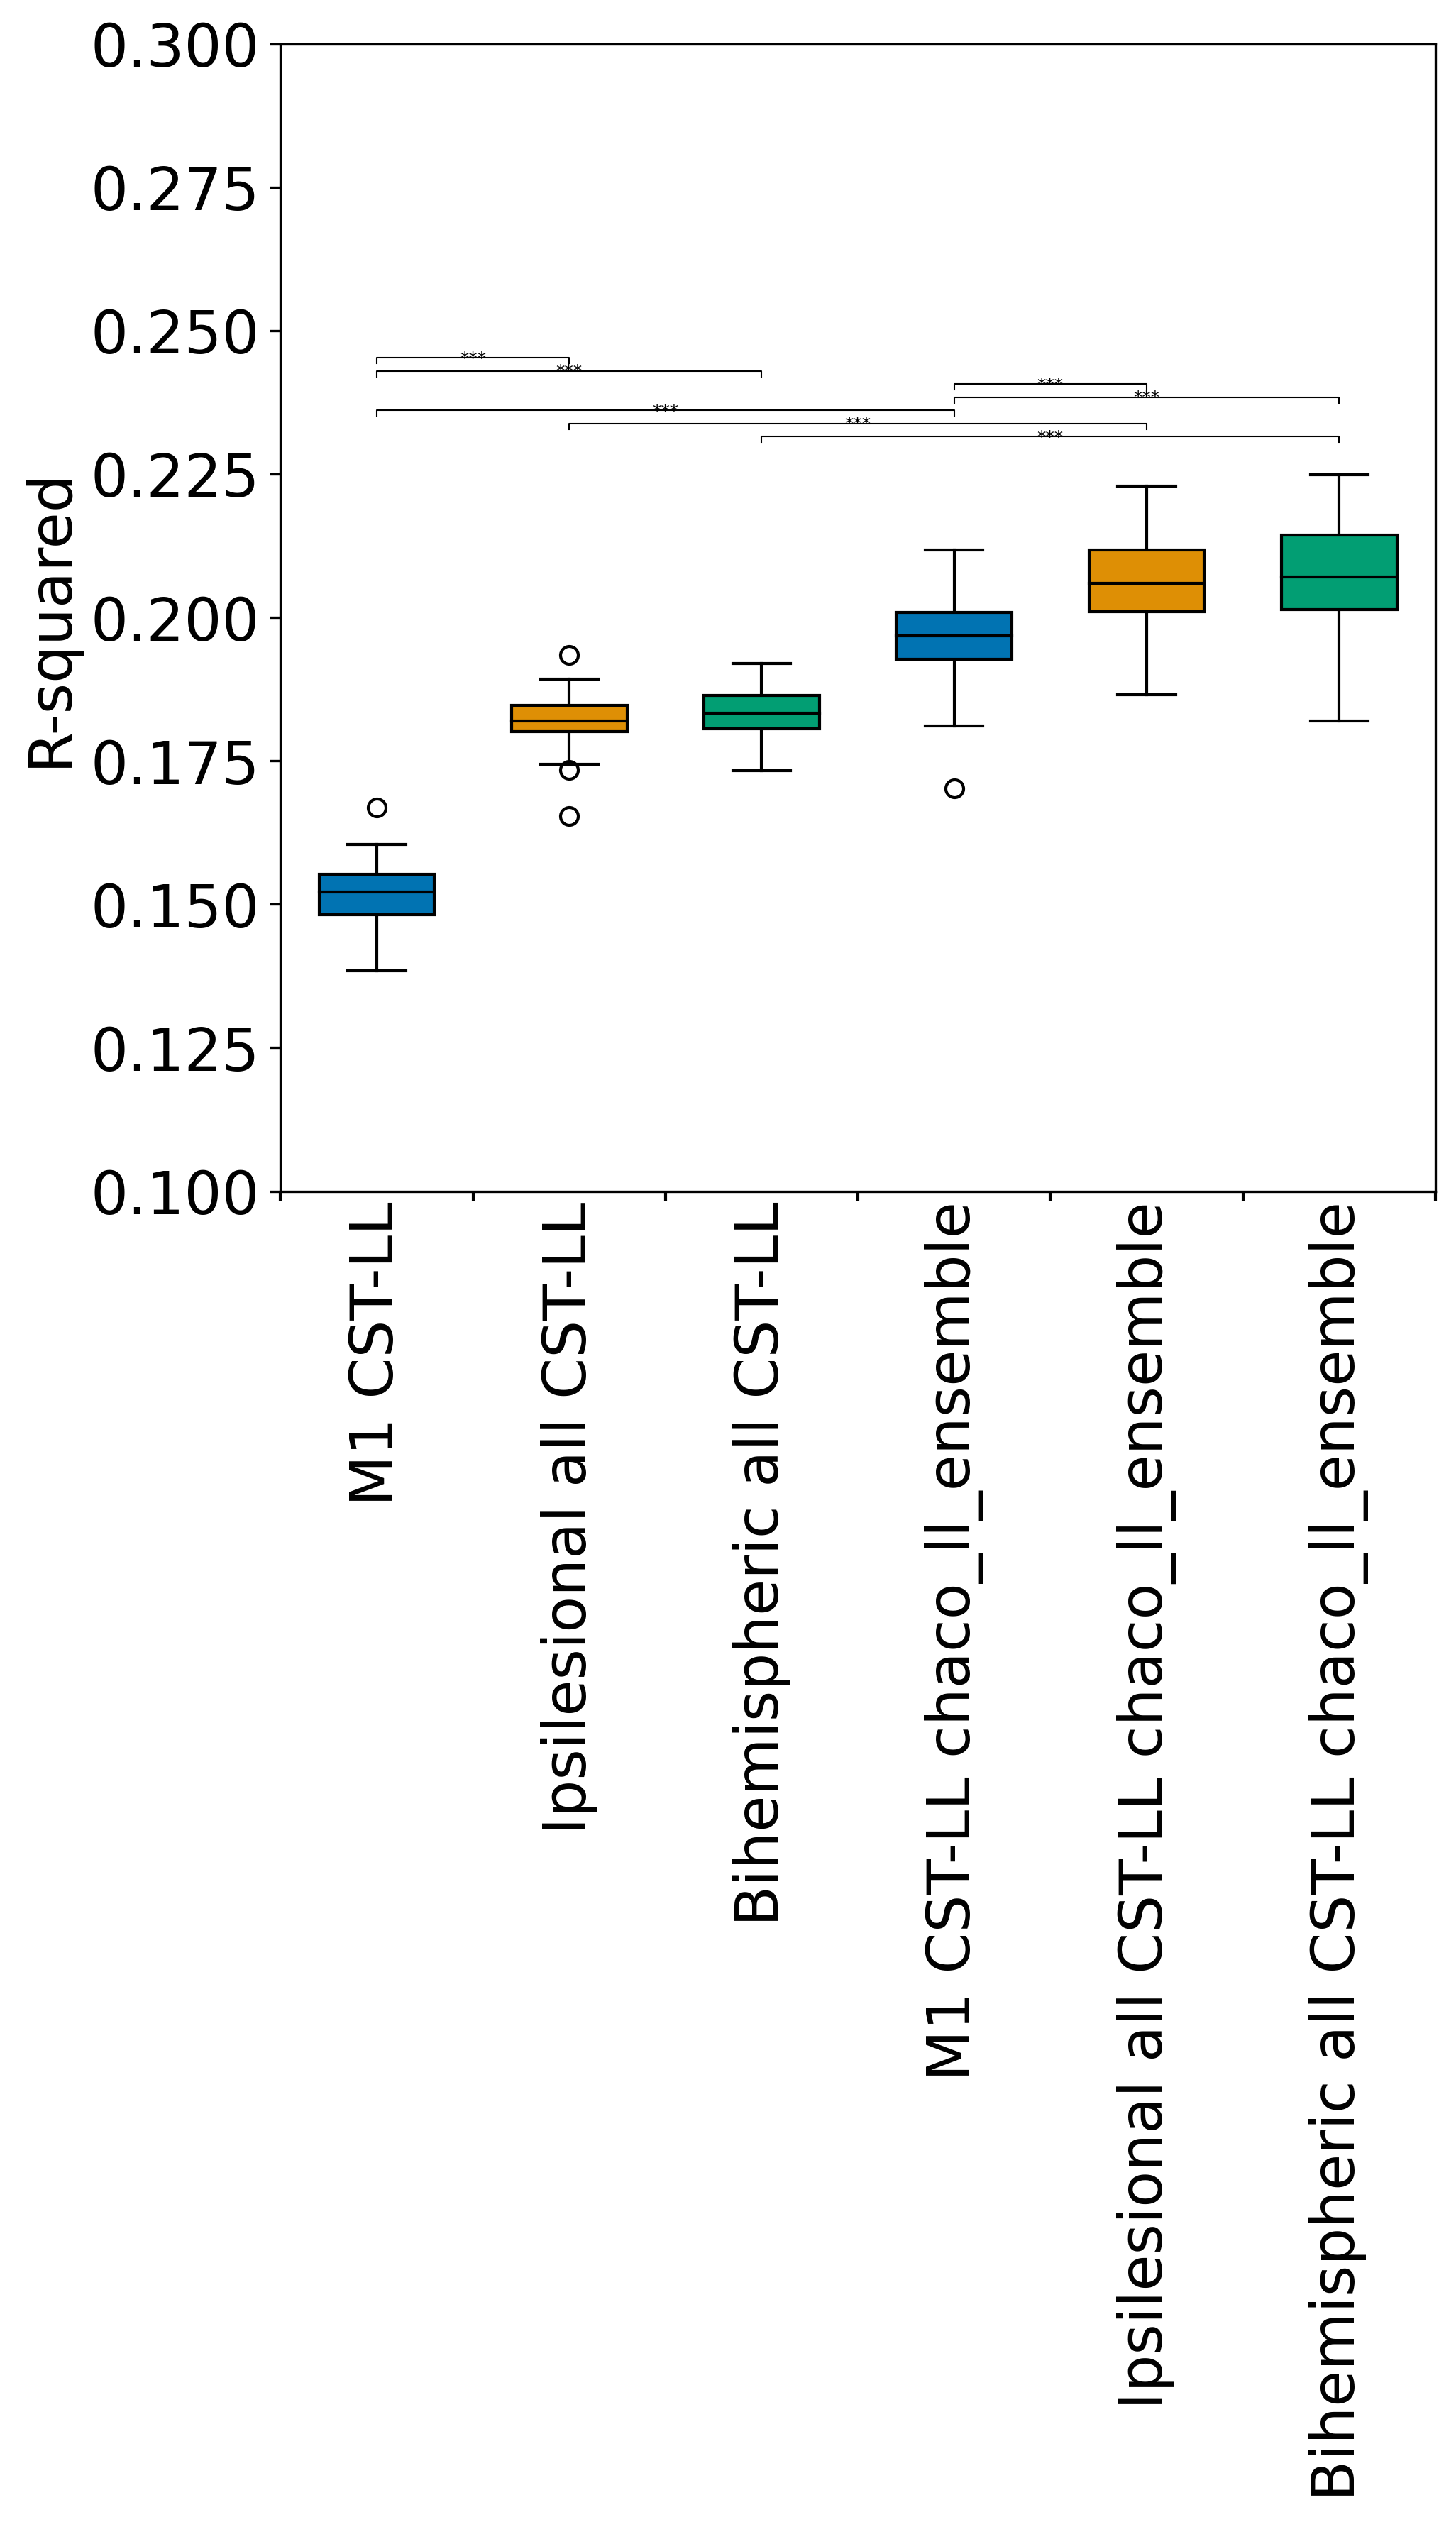 R-squared
0.300
0.275
0.250
0.225
0.200
0.175
0.150
0.125
0.100
***
***
***
***
***
***
***
M1 CST-LL
Ipsilesional all CST-LL
Bihemispheric all CST-LL
M1 CST-LL chaco_ll_ensemble
Ipsilesional all CST-LL chaco_ll_ensemble
Bihemispheric all CST-LL chaco_ll_ensemble